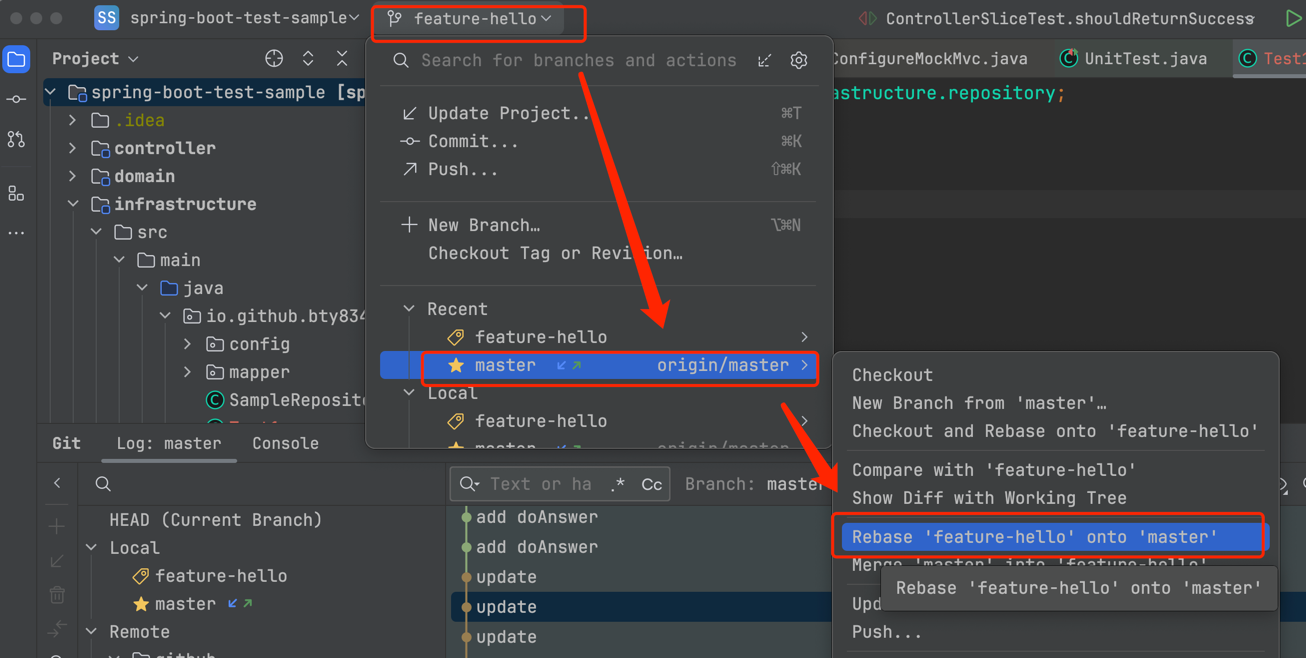 SS spring-boot-test-sample
feature-hello
ControllerSliceTest.shouldReturnSuccess
Project
Search for branches and actions
ConfigureMockMvc.java
UnitTest.java
spring-boot-test-sample
astructure.repository;
.idea
controller
domain
infrastructure
src
main
java
io.github.bty834
config
mapper
Update Project... ⌘T
Commit... ⌘K
Push... ⇧⌘K
New Branch… ⌥⌘N
Checkout Tag or Revision…
Recent
feature-hello
master origin/master
Local
feature-hello
master origin/master
Checkout
New Branch from 'master'…
Checkout and Rebase onto 'feature-hello'
Compare with 'feature-hello'
Show Diff with Working Tree
Rebase 'feature-hello' onto 'master'
Merge 'master' into 'feature-hello'
Rebase 'feature-hello' onto 'master'
Push...
Git
Log: master
Console
Text or ha .* Cc
Branch: master
HEAD (Current Branch)
Local
feature-hello
master
Remote
github
add doAnswer
add doAnswer
update
update
update